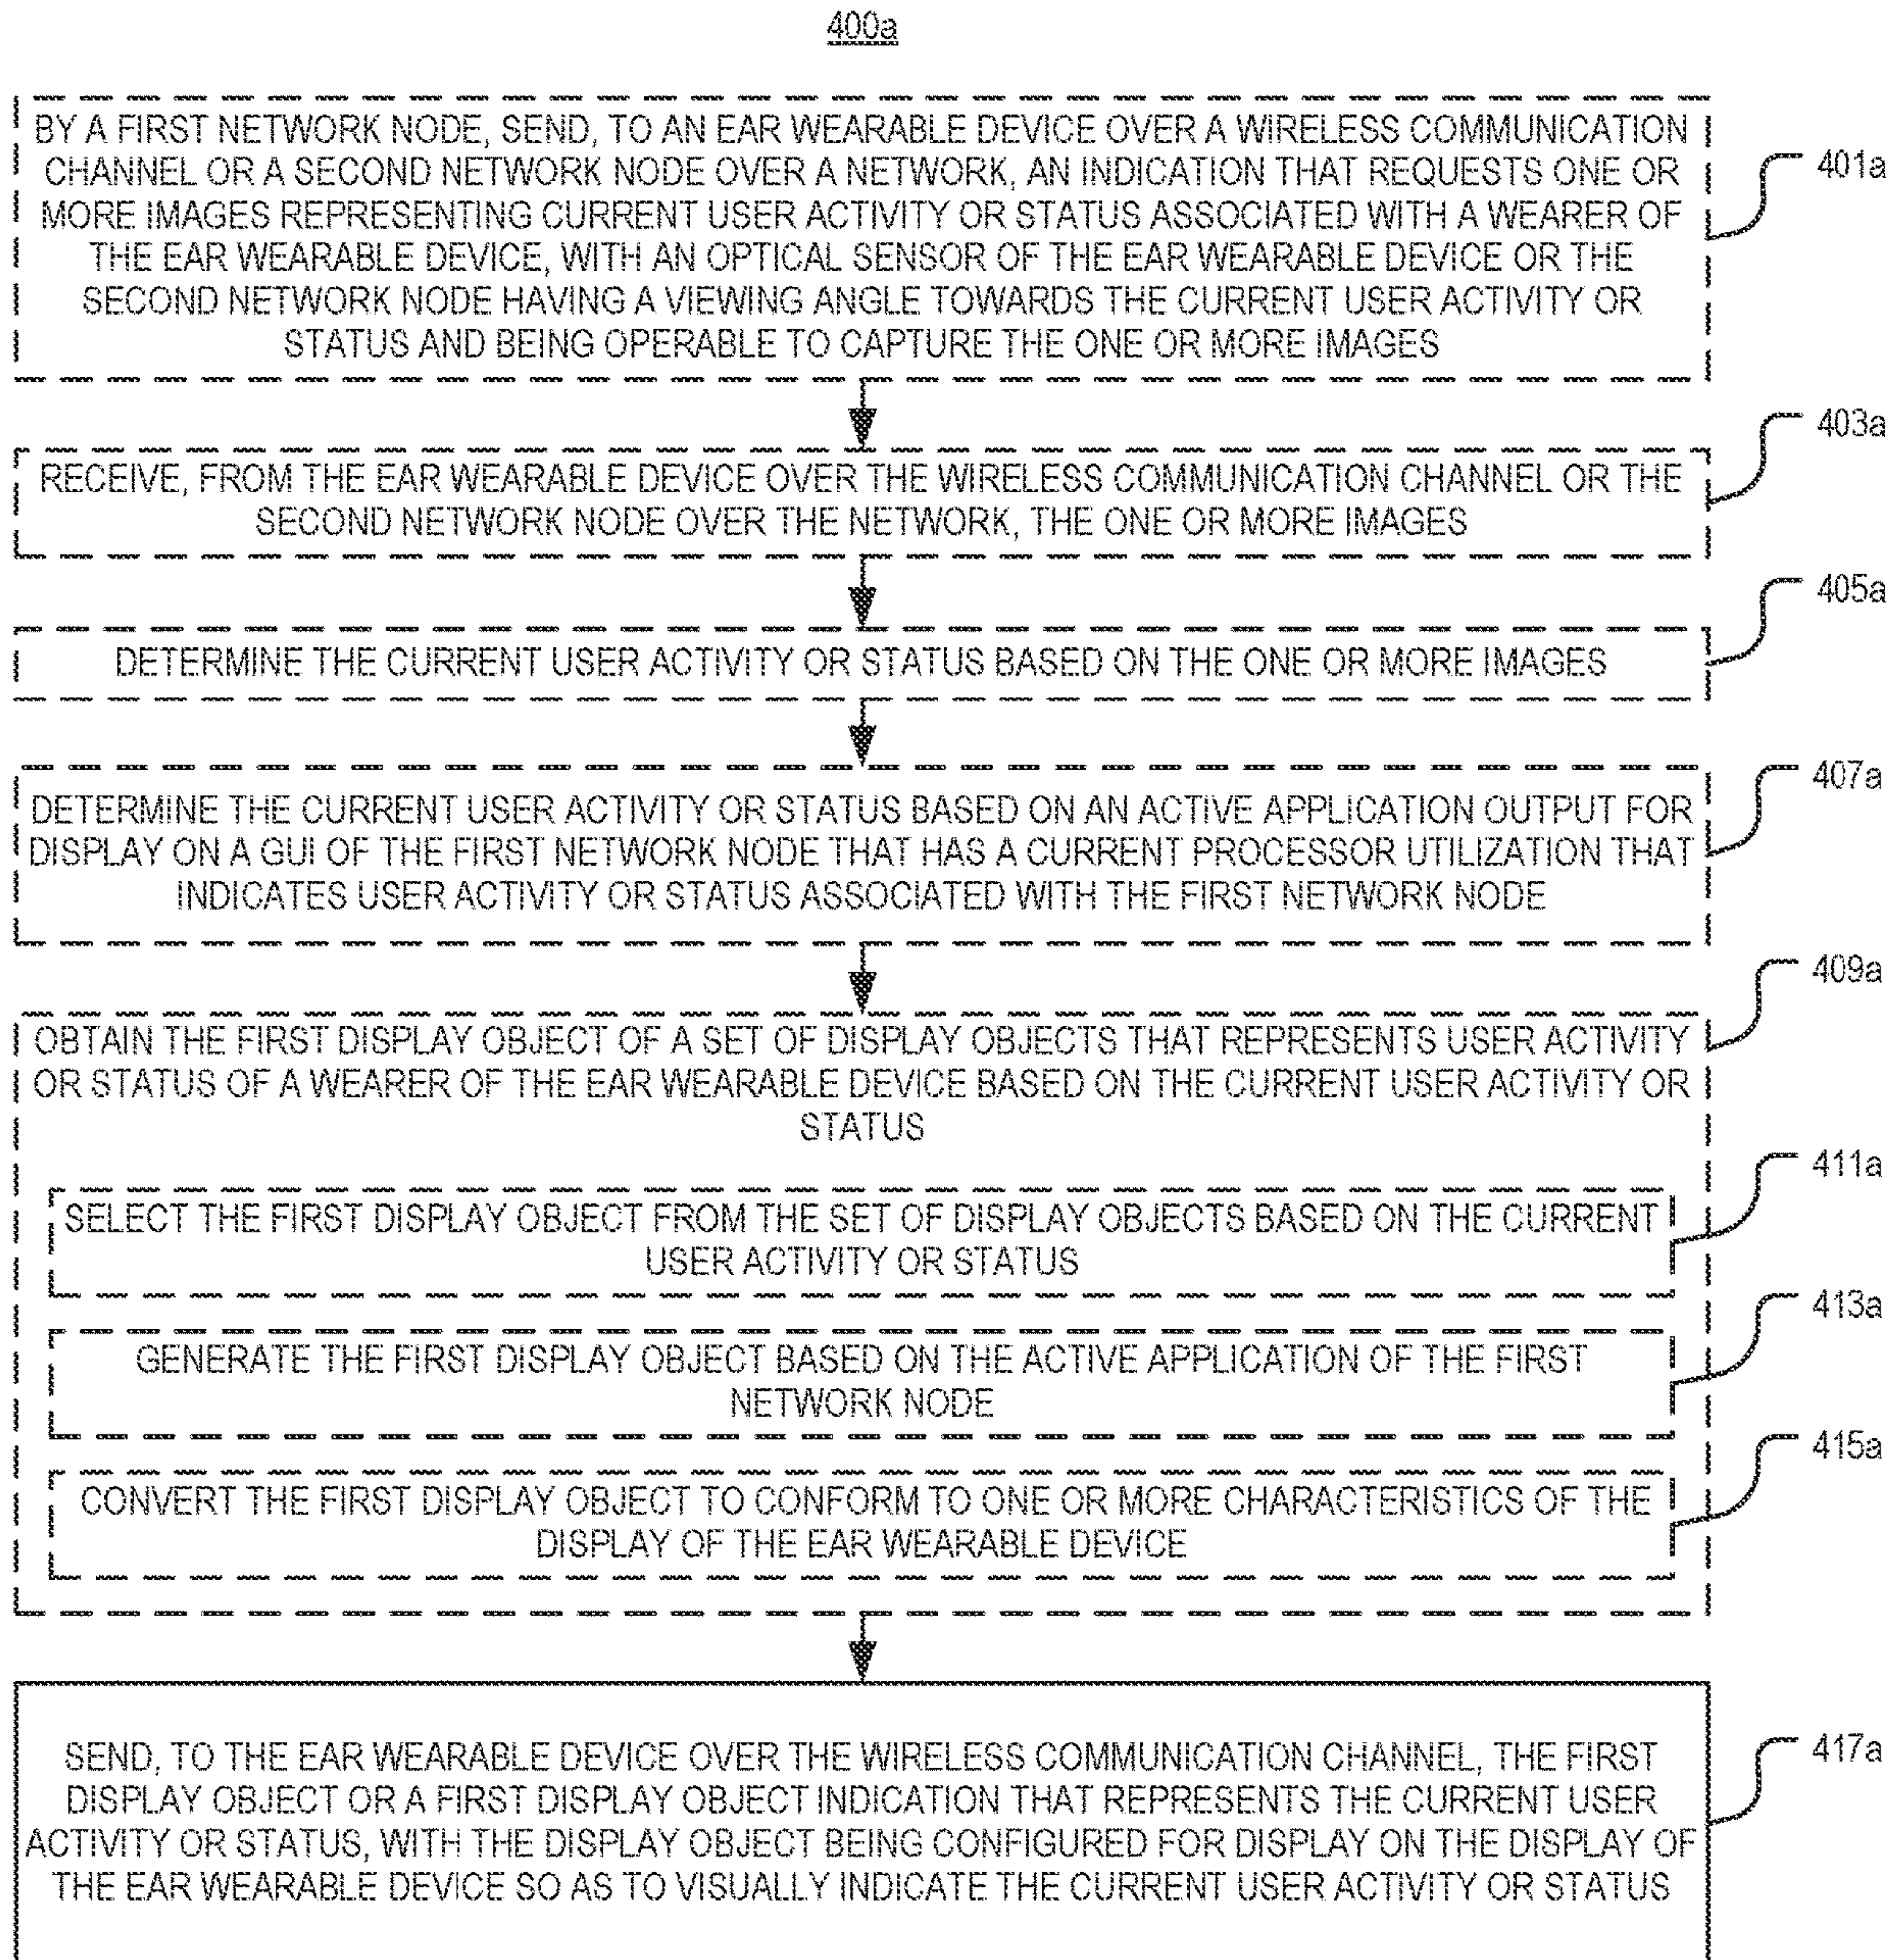 400a
BY A FIRST NETWORK NODE, SEND, TO AN EAR WEARABLE DEVICE OVER A WIRELESS COMMUNICATION
CHANNEL OR A SECOND NETWORK NODE OVER A NETWORK, AN INDICATION THAT REQUESTS ONE OR
MORE IMAGES REPRESENTING CURRENT USER ACTIVITY OR STATUS ASSOCIATED WITH A WEARER OF
THE EAR WEARABLE DEVICE, WITH AN OPTICAL SENSOR OF THE EAR WEARABLE DEVICE OR THE
SECOND NETWORK NODE HAVING A VIEWING ANGLE TOWARDS THE CURRENT USER ACTIVITY OR
STATUS AND BEING OPERABLE TO CAPTURE THE ONE OR MORE IMAGES
401a
RECEIVE, FROM THE EAR WEARABLE DEVICE OVER THE WIRELESS COMMUNICATION CHANNEL OR THE
SECOND NETWORK NODE OVER THE NETWORK, THE ONE OR MORE IMAGES
403a
DETERMINE THE CURRENT USER ACTIVITY OR STATUS BASED ON THE ONE OR MORE IMAGES
405a
DETERMINE THE CURRENT USER ACTIVITY OR STATUS BASED ON AN ACTIVE APPLICATION OUTPUT FOR
DISPLAY ON A GUI OF THE FIRST NETWORK NODE THAT HAS A CURRENT PROCESSOR UTILIZATION THAT
INDICATES USER ACTIVITY OR STATUS ASSOCIATED WITH THE FIRST NETWORK NODE
407a
OBTAIN THE FIRST DISPLAY OBJECT OF A SET OF DISPLAY OBJECTS THAT REPRESENTS USER ACTIVITY
OR STATUS OF A WEARER OF THE EAR WEARABLE DEVICE BASED ON THE CURRENT USER ACTIVITY OR
STATUS
409a
SELECT THE FIRST DISPLAY OBJECT FROM THE SET OF DISPLAY OBJECTS BASED ON THE CURRENT
USER ACTIVITY OR STATUS
411a
GENERATE THE FIRST DISPLAY OBJECT BASED ON THE ACTIVE APPLICATION OF THE FIRST
NETWORK NODE
413a
CONVERT THE FIRST DISPLAY OBJECT TO CONFORM TO ONE OR MORE CHARACTERISTICS OF THE
DISPLAY OF THE EAR WEARABLE DEVICE
415a
SEND, TO THE EAR WEARABLE DEVICE OVER THE WIRELESS COMMUNICATION CHANNEL, THE FIRST
DISPLAY OBJECT OR A FIRST DISPLAY OBJECT INDICATION THAT REPRESENTS THE CURRENT USER
ACTIVITY OR STATUS, WITH THE DISPLAY OBJECT BEING CONFIGURED FOR DISPLAY ON THE DISPLAY OF
THE EAR WEARABLE DEVICE SO AS TO VISUALLY INDICATE THE CURRENT USER ACTIVITY OR STATUS
417a